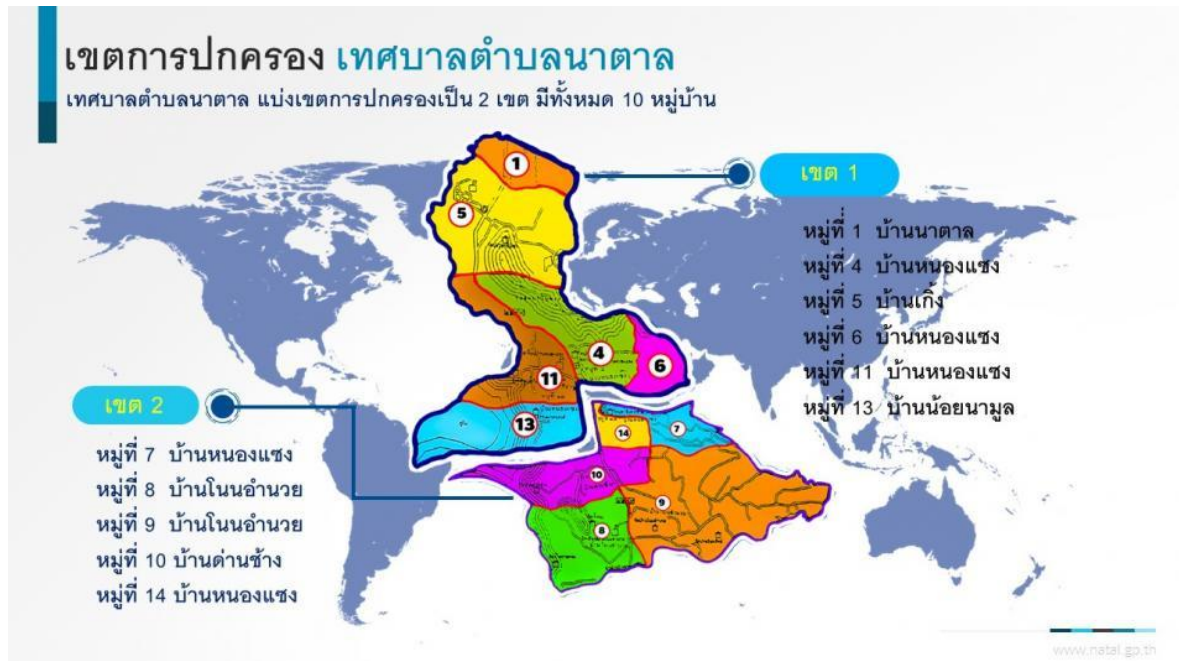 เขตการปกครอง เทศบาลตำบลนาตาล
เทศบาลตำบลนาตาล แบ่งเขตการปกครองเป็น 2 เขต มีทั้งหมด 10 หมู่บ้าน
เขต 1
หมู่ที่ 1 บ้านนาตาล
หมู่ที่ 4 บ้านหนองแซง
หมู่ที่ 5 บ้านเกิ้ง
หมู่ที่ 6 บ้านหนองแซง
หมู่ที่ 11 บ้านหนองแซง
หมู่ที่ 13 บ้านน้อยนามูล
1
5
4
6
11
13
เขต 2
หมู่ที่ 7 บ้านหนองแซง
หมู่ที่ 8 บ้านโนนอำนวย
หมู่ที่ 9 บ้านโนนอำนวย
หมู่ที่ 10 บ้านด่านช้าง
หมู่ที่ 14 บ้านหนองแซง
14
7
10
9
8
www.natal.gp.th